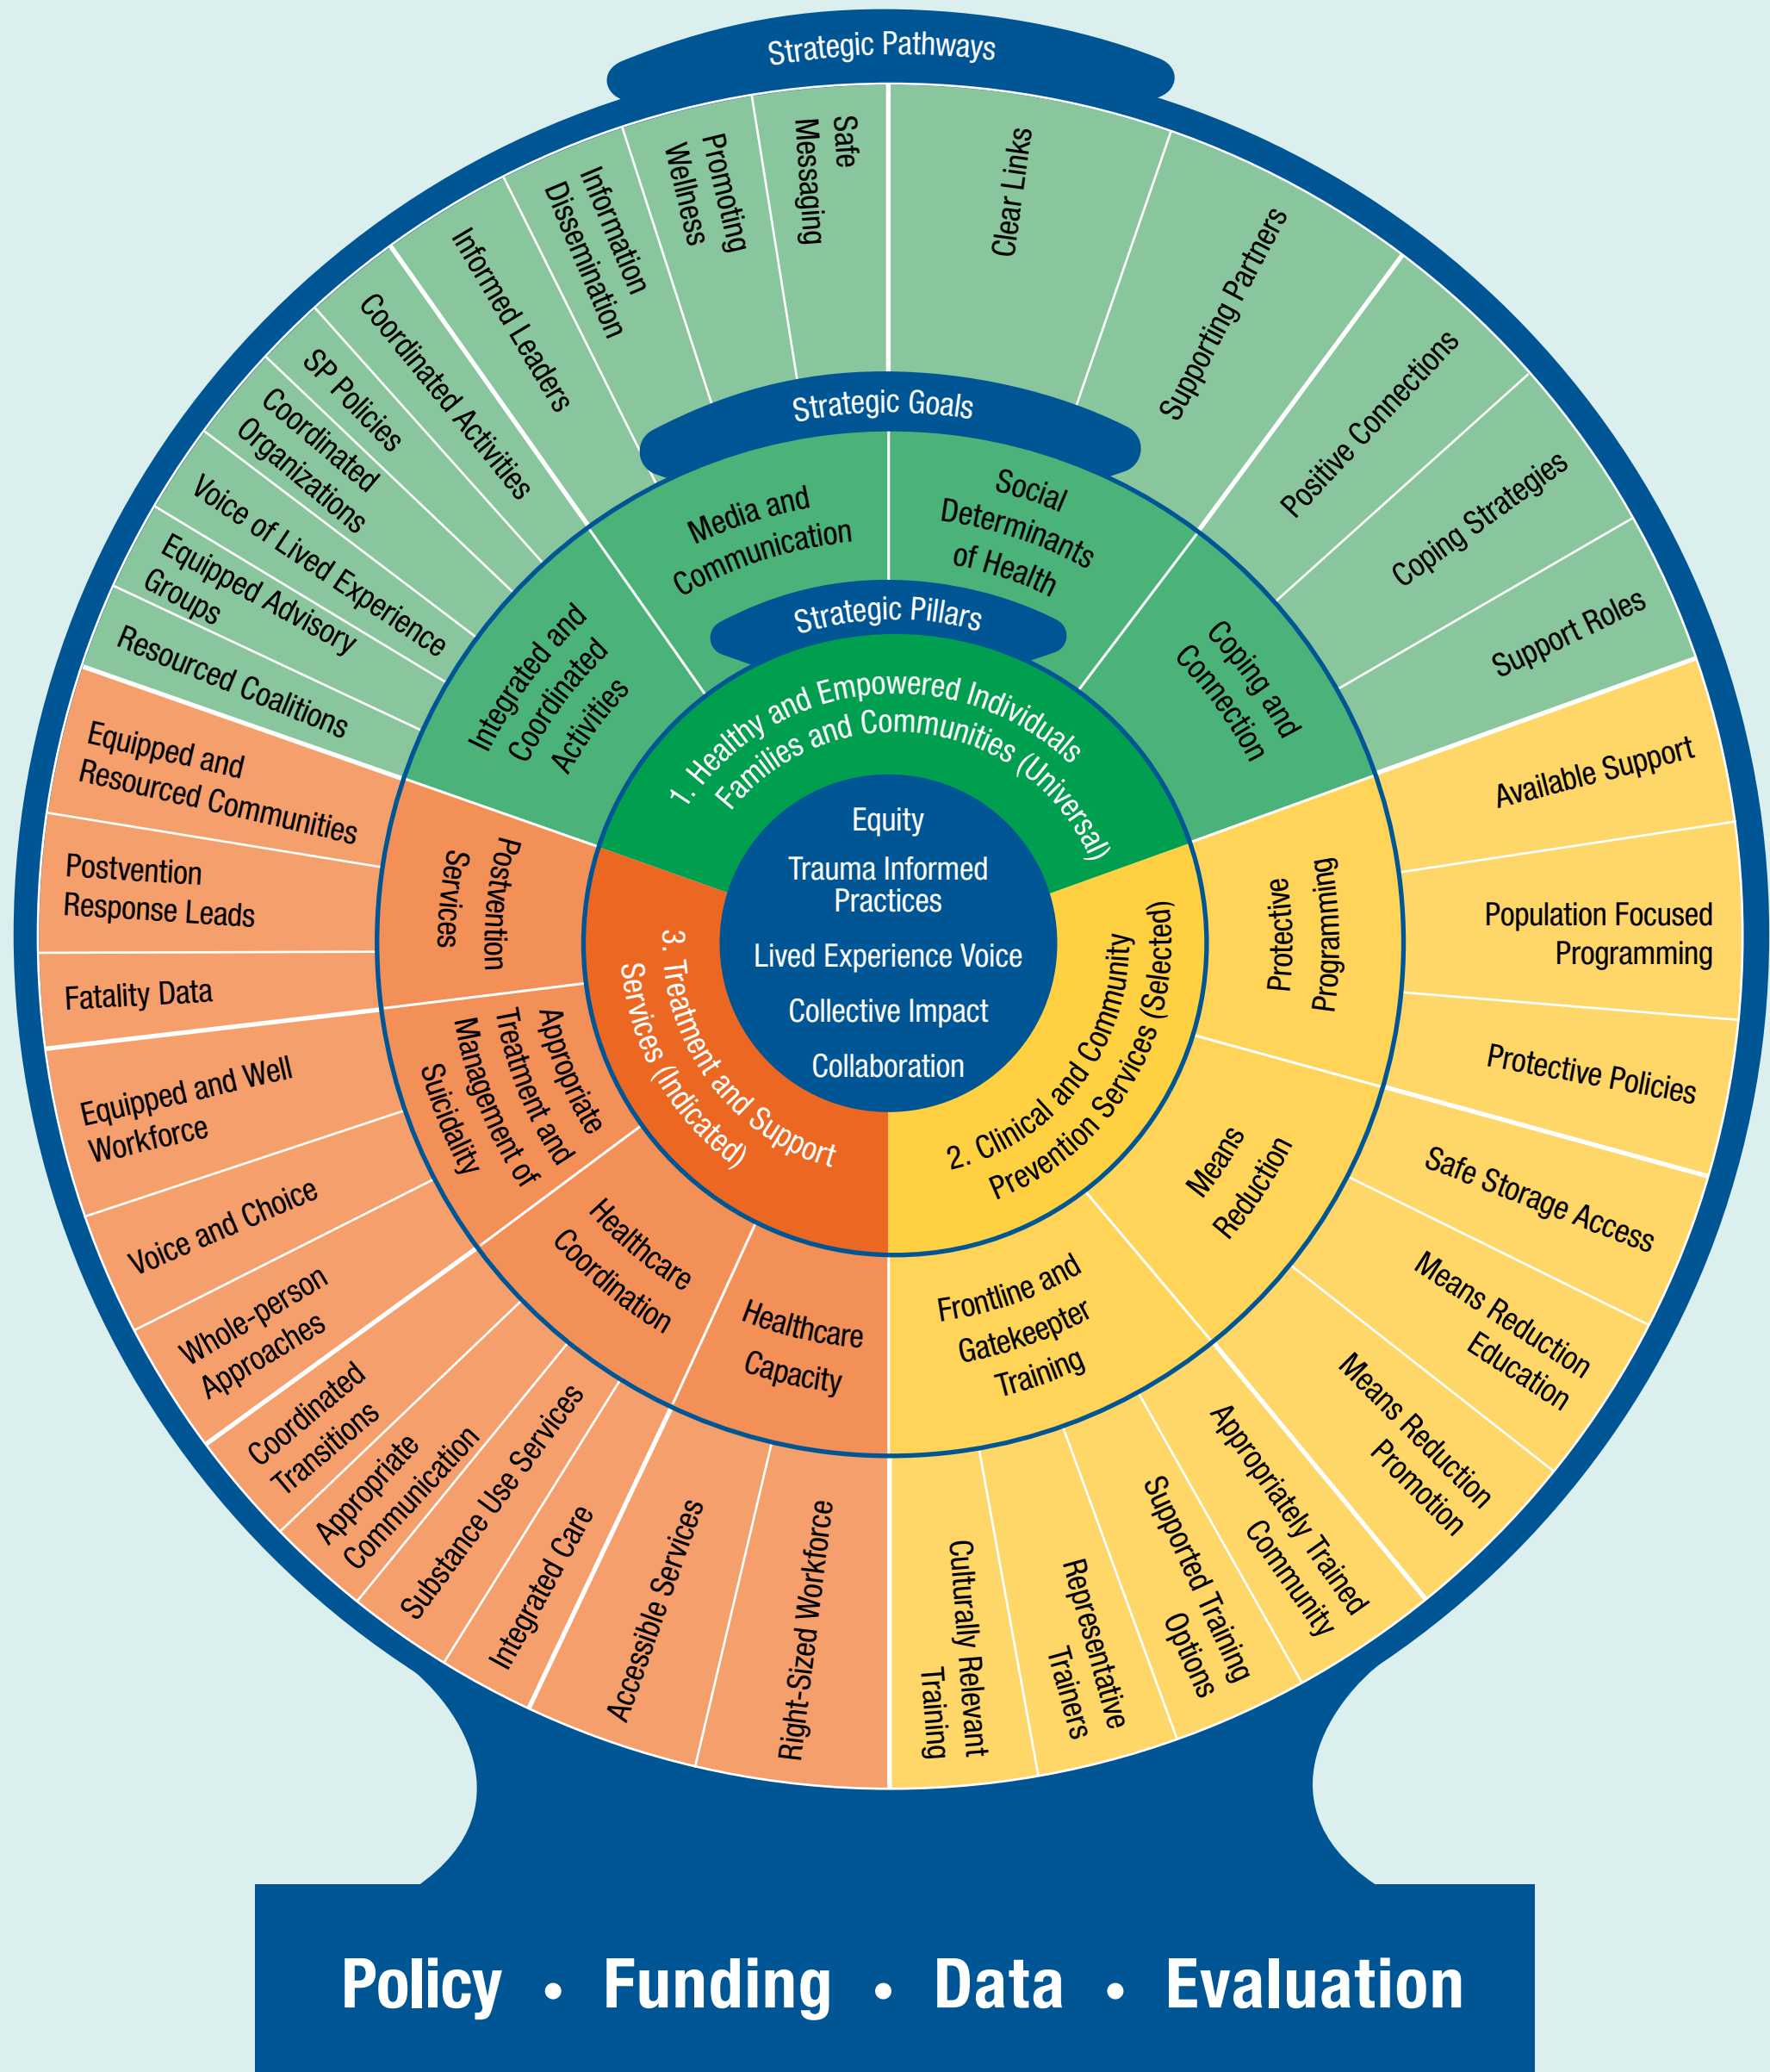 Strategic Pathways
Safe
Messaging
Promoting
Wellness
Information
Dissemination
Informed Leaders
Coordinated Activities
SP Policies
Coordinated
Organizations
Voice of Lived Experience
Equipped Advisory
Groups
Resourced Coalitions
Clear Links
Supporting Partners
Positive Connections
Coping Strategies
Support Roles
Strategic Goals
Media and
Communication
Social
Determinants
of Health
Integrated and
Coordinated
Activities
Coping and
Connection
Strategic Pillars
1. Healthy and Empowered Individuals
Families and Communities (Universal)
Equity
Trauma Informed
Practices
Lived Experience Voice
Collective Impact
Collaboration
2. Clinical and Community
Prevention Services (Selected)
Protective
Programming
Available Support
Population Focused
Programming
Protective Policies
Means
Reduction
Safe Storage Access
Means Reduction
Education
Means Reduction
Promotion
Frontline and
Gatekeepter
Training
Appropriately Trained
Community
Supported Training
Options
Representative
Trainers
Culturally Relevant
Training
3. Treatment and Support
Services (Indicated)
Postvention
Services
Equipped and
Resourced Communities
Postvention
Response Leads
Fatality Data
Appropriate
Treatment and
Management of
Suicidality
Equipped and Well
Workforce
Voice and Choice
Whole-person
Approaches
Healthcare
Coordination
Coordinated
Transitions
Appropriate
Communication
Substance Use Services
Integrated Care
Healthcare
Capacity
Accessible Services
Right-Sized Workforce
Policy • Funding • Data • Evaluation